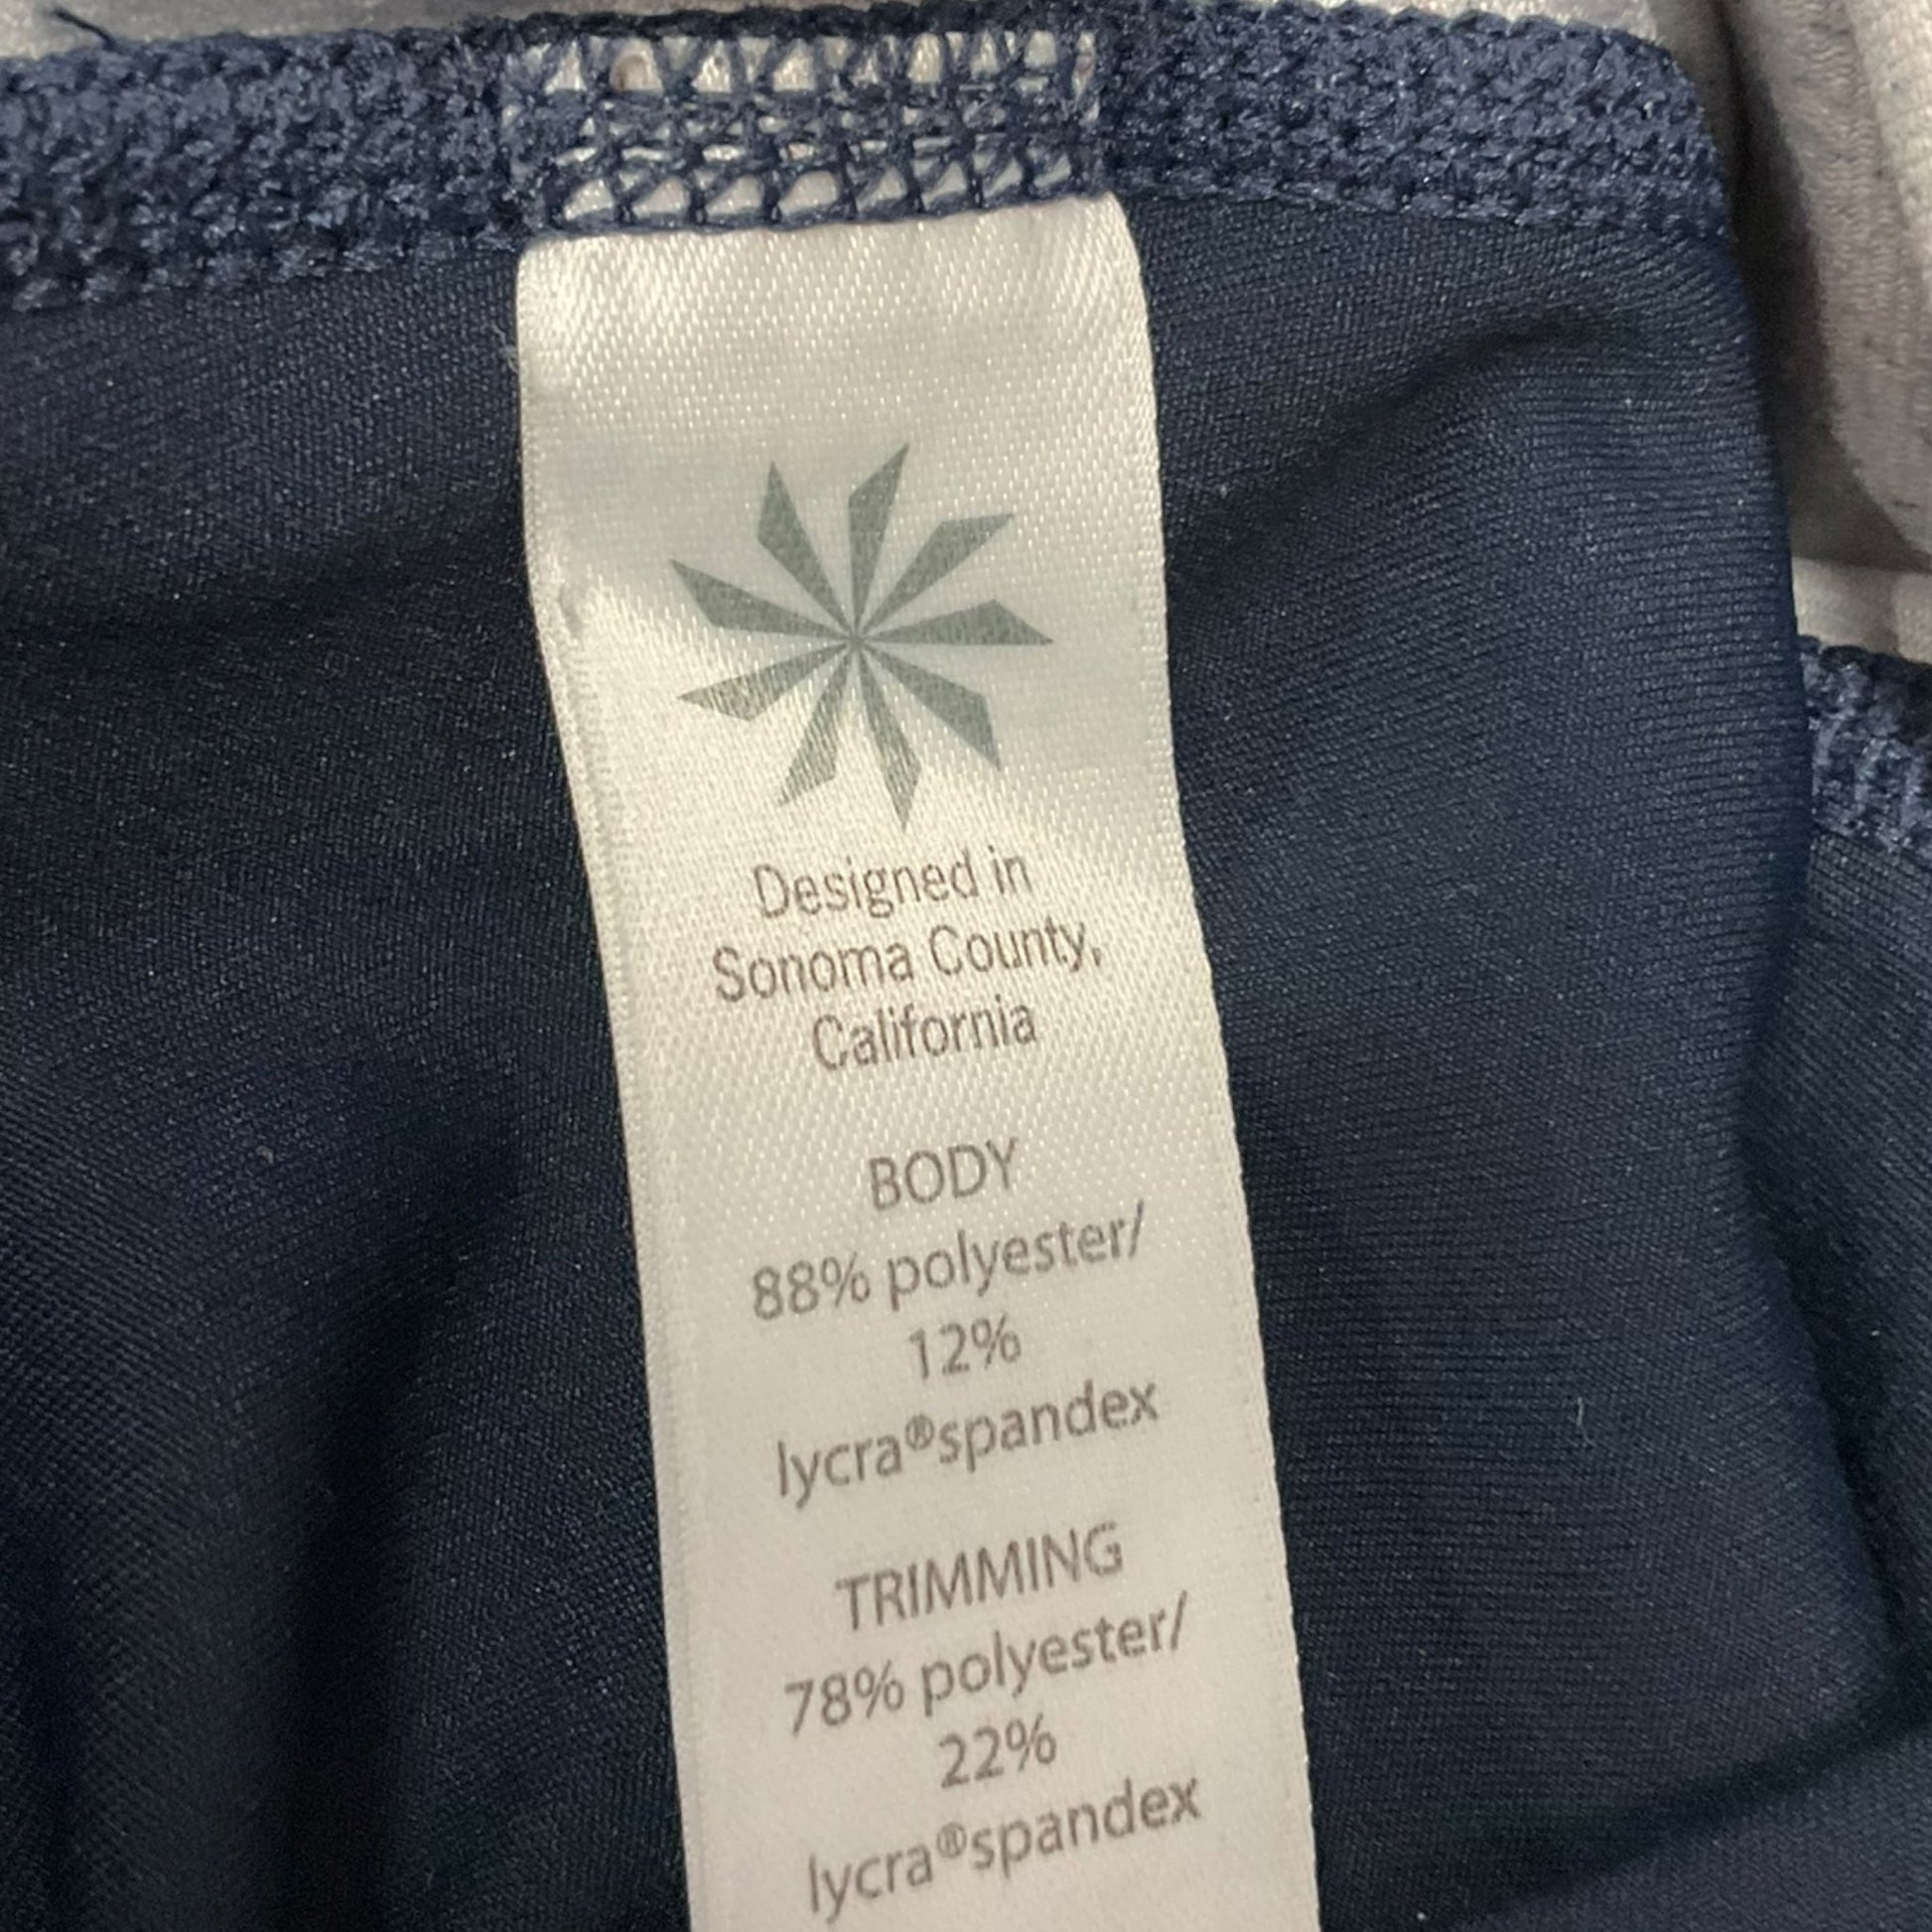 Designed in
Sonoma County,
California
BODY
88% polyester/
12%
lycra®spandex
TRIMMING
78% polyester/
22%
lycra®spandex